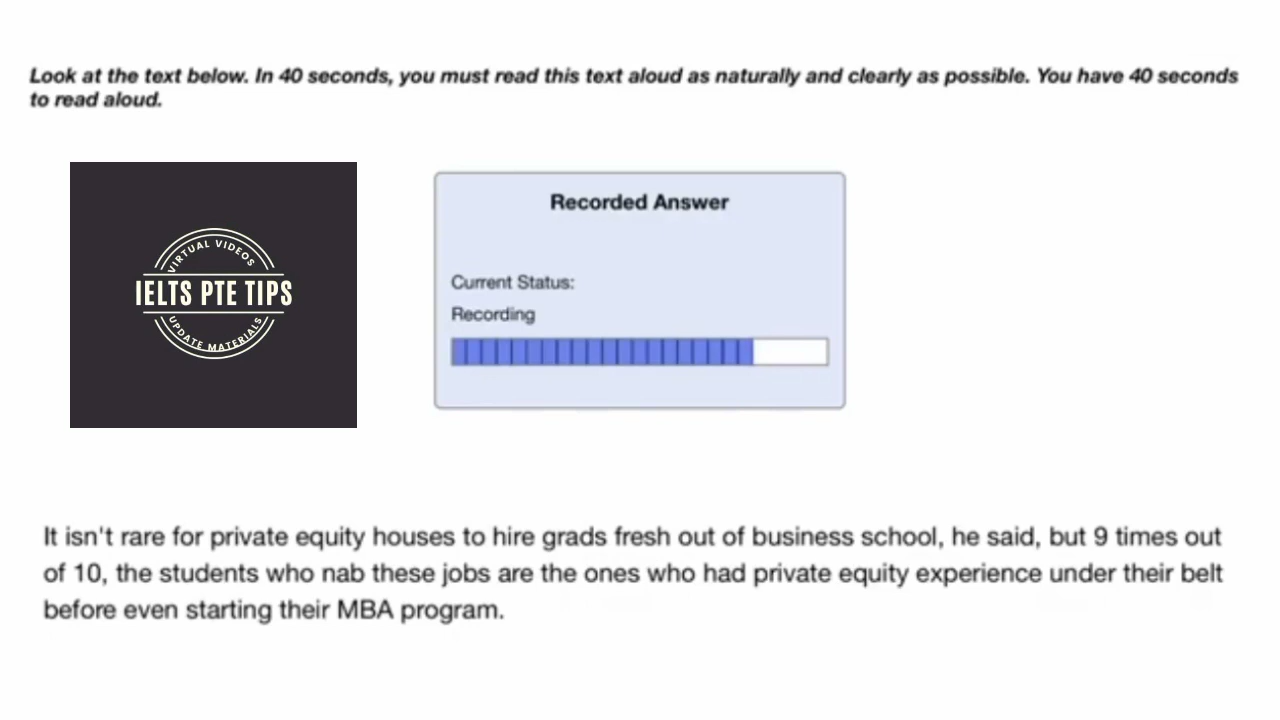 Look at the text below. In 40 seconds, you must read this text aloud as naturally and clearly as possible. You have 40 seconds
to read aloud.
VIRTUAL VIDEOS
IELTS PTE TIPS
UPDATE MATERIALS
Recorded Answer
Current Status:
Recording
It isn't rare for private equity houses to hire grads fresh out of business school, he said, but 9 times out
of 10, the students who nab these jobs are the ones who had private equity experience under their belt
before even starting their MBA program.